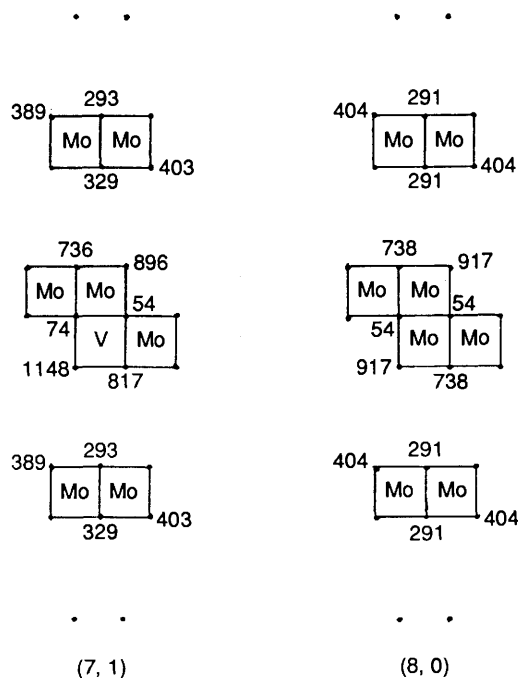 293 291
389 Mo Mo 404 Mo Mo
329 403 291 404
736 738
896 917
Mo Mo 54 Mo Mo 54
74 V Mo 54 Mo Mo
1148 817 917 738
293 291
389 Mo Mo 404 Mo Mo
329 403 291 404
(7, 1) (8, 0)